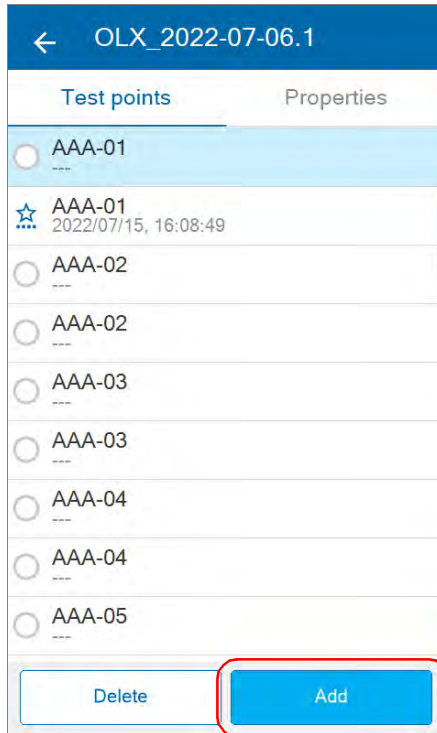 OLX_2022-07-06.1
Test points Properties
AAA-01
---
AAA-01
2022/07/15, 16:08:49
AAA-02
---
AAA-02
---
AAA-03
---
AAA-03
---
AAA-04
---
AAA-04
---
AAA-05
---
Delete Add